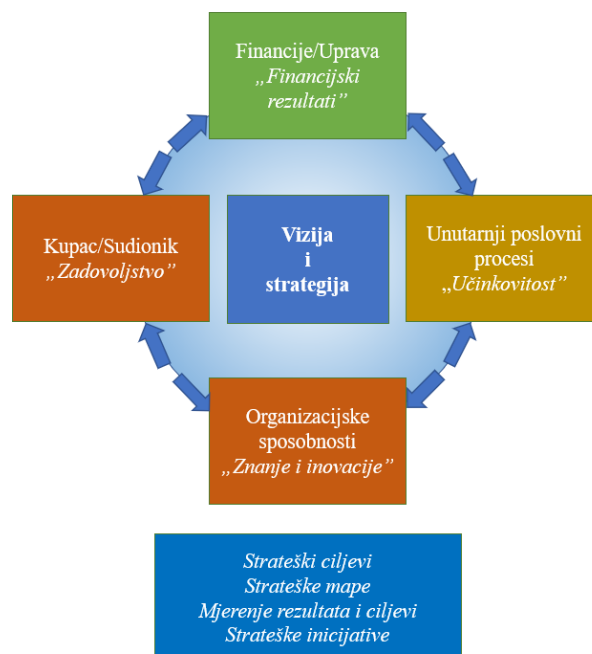 Financije/Uprava
„Financijski
rezultati”
Kupac/Sudionik
„Zadovoljstvo”
Vizija
i
strategija
Unutarnji poslovni
procesi
„Učinkovitost”
Organizacijske
sposobnosti
„Znanje i inovacije”
Strateški ciljevi
Strateške mape
Mjerenje rezultata i ciljevi
Strateške inicijative